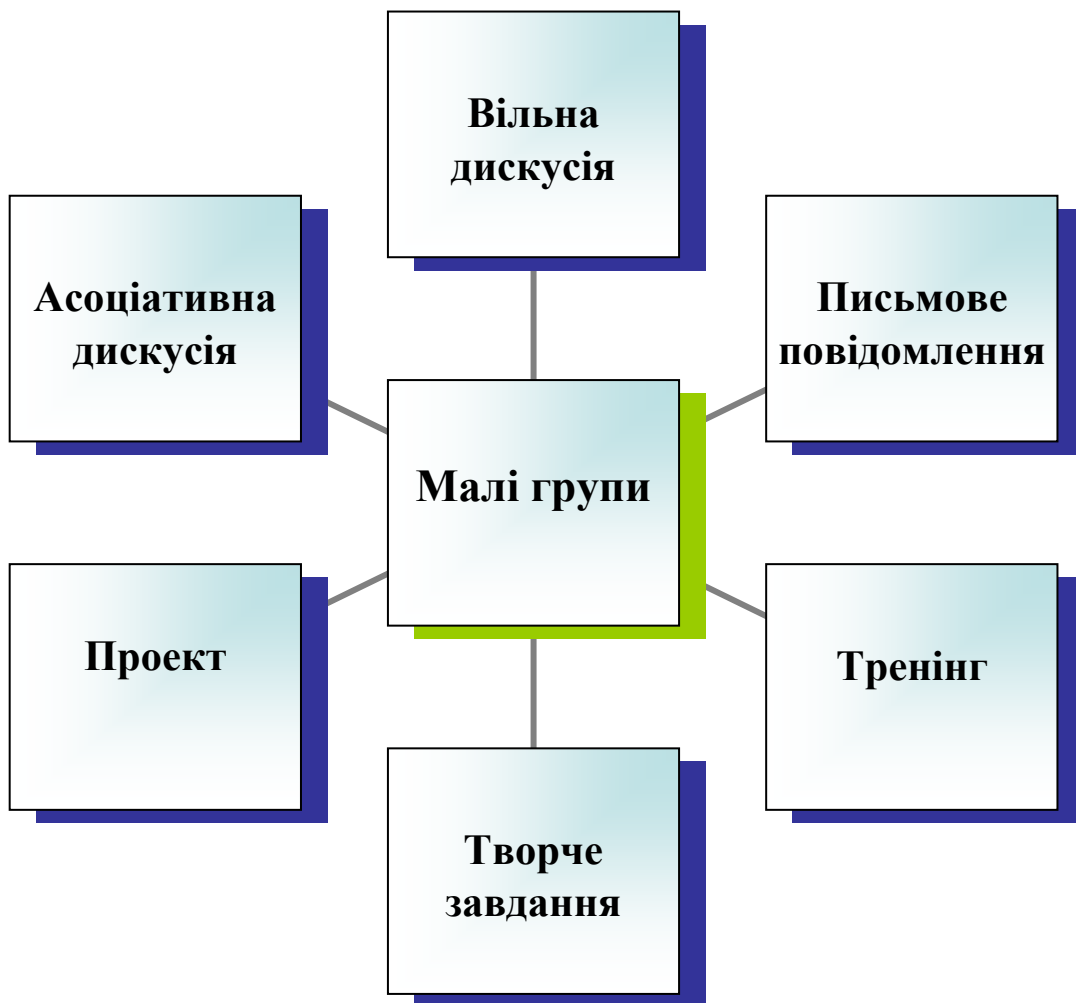 Вільна
дискусія
Асоціативна
дискусія
Письмове
повідомлення
Малі групи
Проект
Тренінг
Творче
завдання